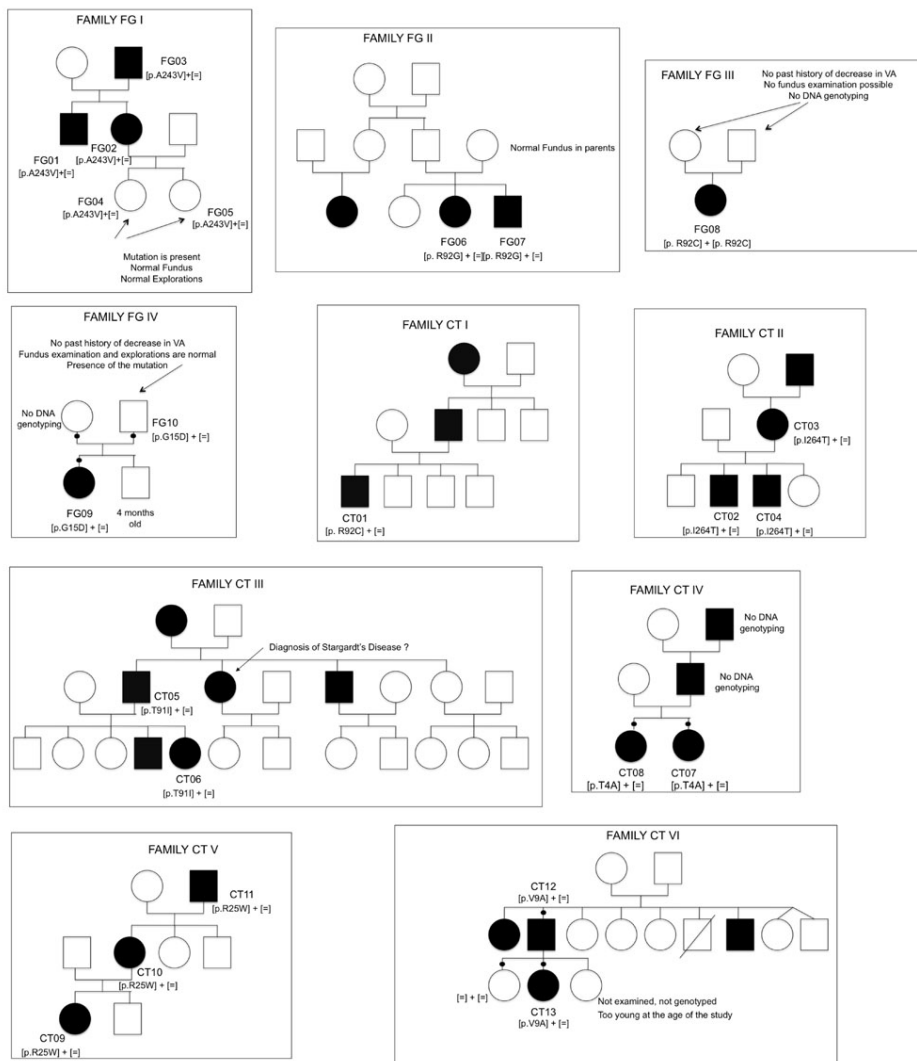 FAMILY FG I
FG03
[p.A243V]+[=]
FG01
[p.A243V]+[=]
FG02
[p.A243V]+[=]
FG04
[p.A243V]+[=]
FG05
[p.A243V]+[=]
Mutation is present
Normal Fundus
Normal Explorations
FAMILY FG II
Normal Fundus in parents
FG06
[p. R92G] + [=]
FG07
[p. R92G] + [=]
FAMILY FG III
No past history of decrease in VA
No fundus examination possible
No DNA genotyping
FG08
[p. R92C] + [p. R92C]
FAMILY FG IV
No past history of decrease in VA
Fundus examination and explorations are normal
Presence of the mutation
No DNA
genotyping
FG10
[p.G15D] + [=]
FG09
[p.G15D] + [=]
4 months
old
FAMILY CT I
CT01
[p. R92C] + [=]
FAMILY CT II
CT03
[p.I264T] + [=]
CT02
[p.I264T] + [=]
CT04
[p.I264T] + [=]
FAMILY CT III
Diagnosis of Stargardt's Disease ?
CT05
[p.T91I] + [=]
CT06
[p.T91I] + [=]
FAMILY CT IV
No DNA
genotyping
No DNA
genotyping
CT08
[p.T4A] + [=]
CT07
[p.T4A] + [=]
FAMILY CT V
CT11
[p.R25W] + [=]
CT10
[p.R25W] + [=]
CT09
[p.R25W] + [=]
FAMILY CT VI
CT12
[p.V9A] + [=]
[=] + [=]
CT13
[p.V9A] + [=]
Not examined, not genotyped
Too young at the age of the study